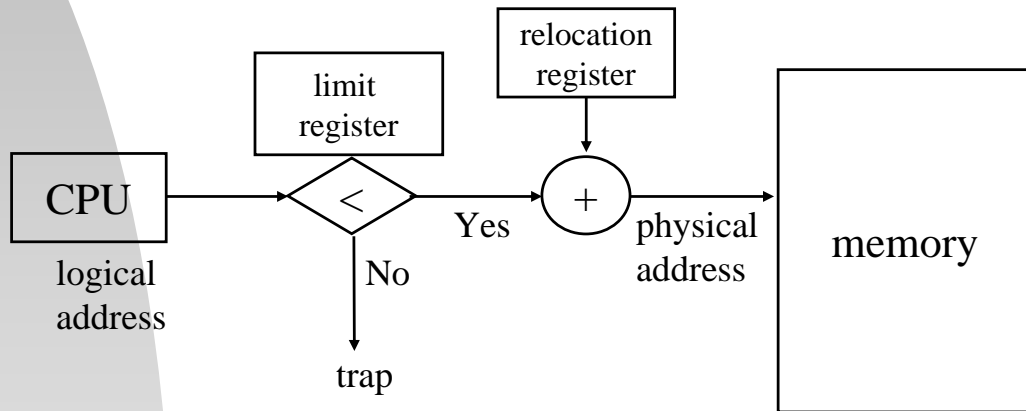 relocation
register
limit
register
CPU
<
+
Yes
physical
address
memory
logical
address
No
trap